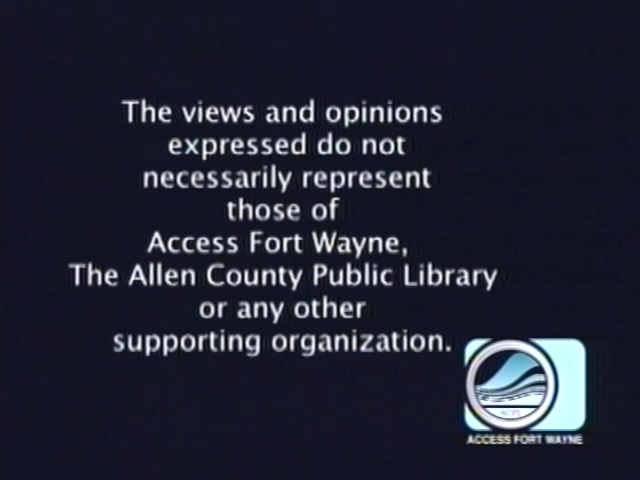 The views and opinions
expressed do not
necessarily represent
those of
Access Fort Wayne,
The Allen County Public Library
or any other
supporting organization.
ACCESS FORT WAYNE